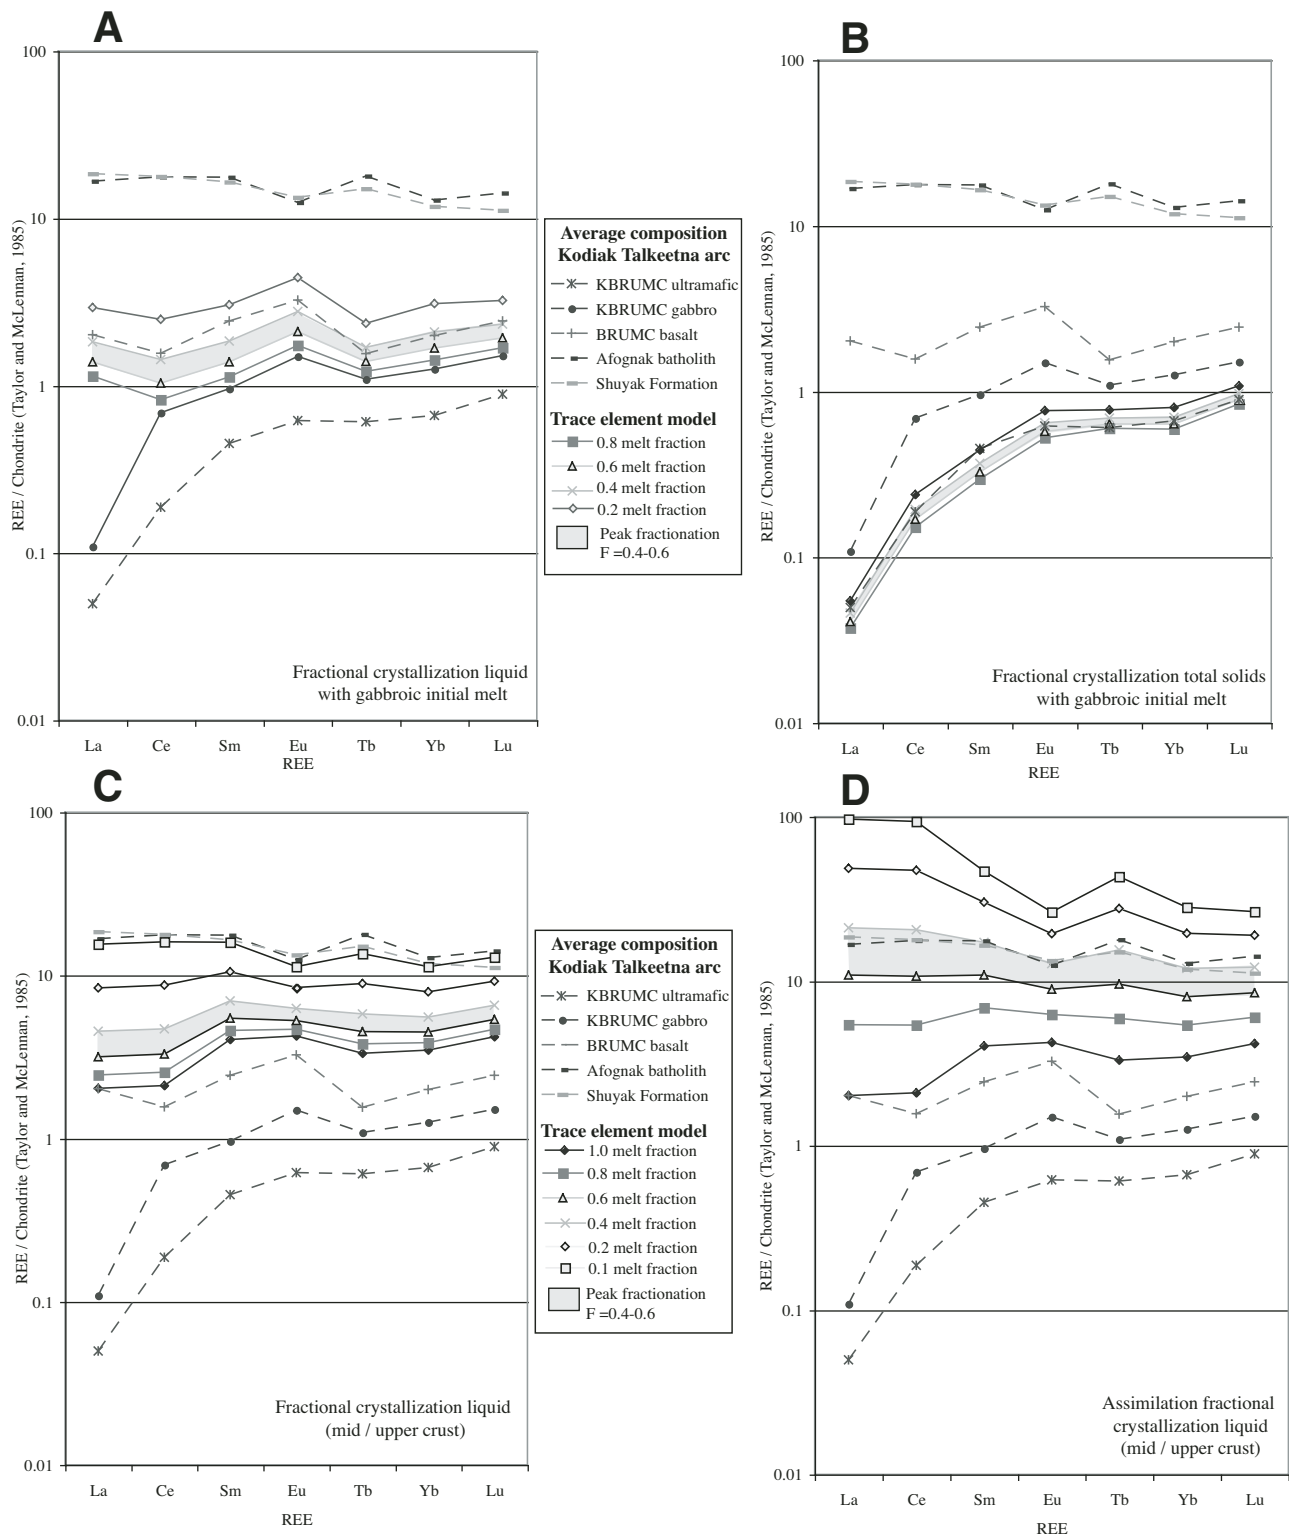 A
100
10
1
0.1
0.01
REE / Chondrite (Taylor and McLennan, 1985)
Fractional crystallization liquid
with gabbroic initial melt
La Ce Sm Eu Tb Yb Lu
REE
Average composition
Kodiak Talkeetna arc
KBRUMC ultramafic
KBRUMC gabbro
BRUMC basalt
Afognak batholith
Shuyak Formation
Trace element model
0.8 melt fraction
0.6 melt fraction
0.4 melt fraction
0.2 melt fraction
Peak fractionation
F =0.4-0.6
B
100
10
1
0.1
0.01
REE / Chondrite (Taylor and McLennan, 1985)
Fractional crystallization total solids
with gabbroic initial melt
La Ce Sm Eu Tb Yb Lu
REE
C
100
10
1
0.1
0.01
REE / Chondrite (Taylor and McLennan, 1985)
Fractional crystallization liquid
(mid / upper crust)
La Ce Sm Eu Tb Yb Lu
REE
Average composition
Kodiak Talkeetna arc
KBRUMC ultramafic
KBRUMC gabbro
BRUMC basalt
Afognak batholith
Shuyak Formation
Trace element model
1.0 melt fraction
0.8 melt fraction
0.6 melt fraction
0.4 melt fraction
0.2 melt fraction
0.1 melt fraction
Peak fractionation
F =0.4-0.6
D
100
10
1
0.1
0.01
REE / Chondrite (Taylor and McLennan, 1985)
Assimilation fractional
crystallization liquid
(mid / upper crust)
La Ce Sm Eu Tb Yb Lu
REE